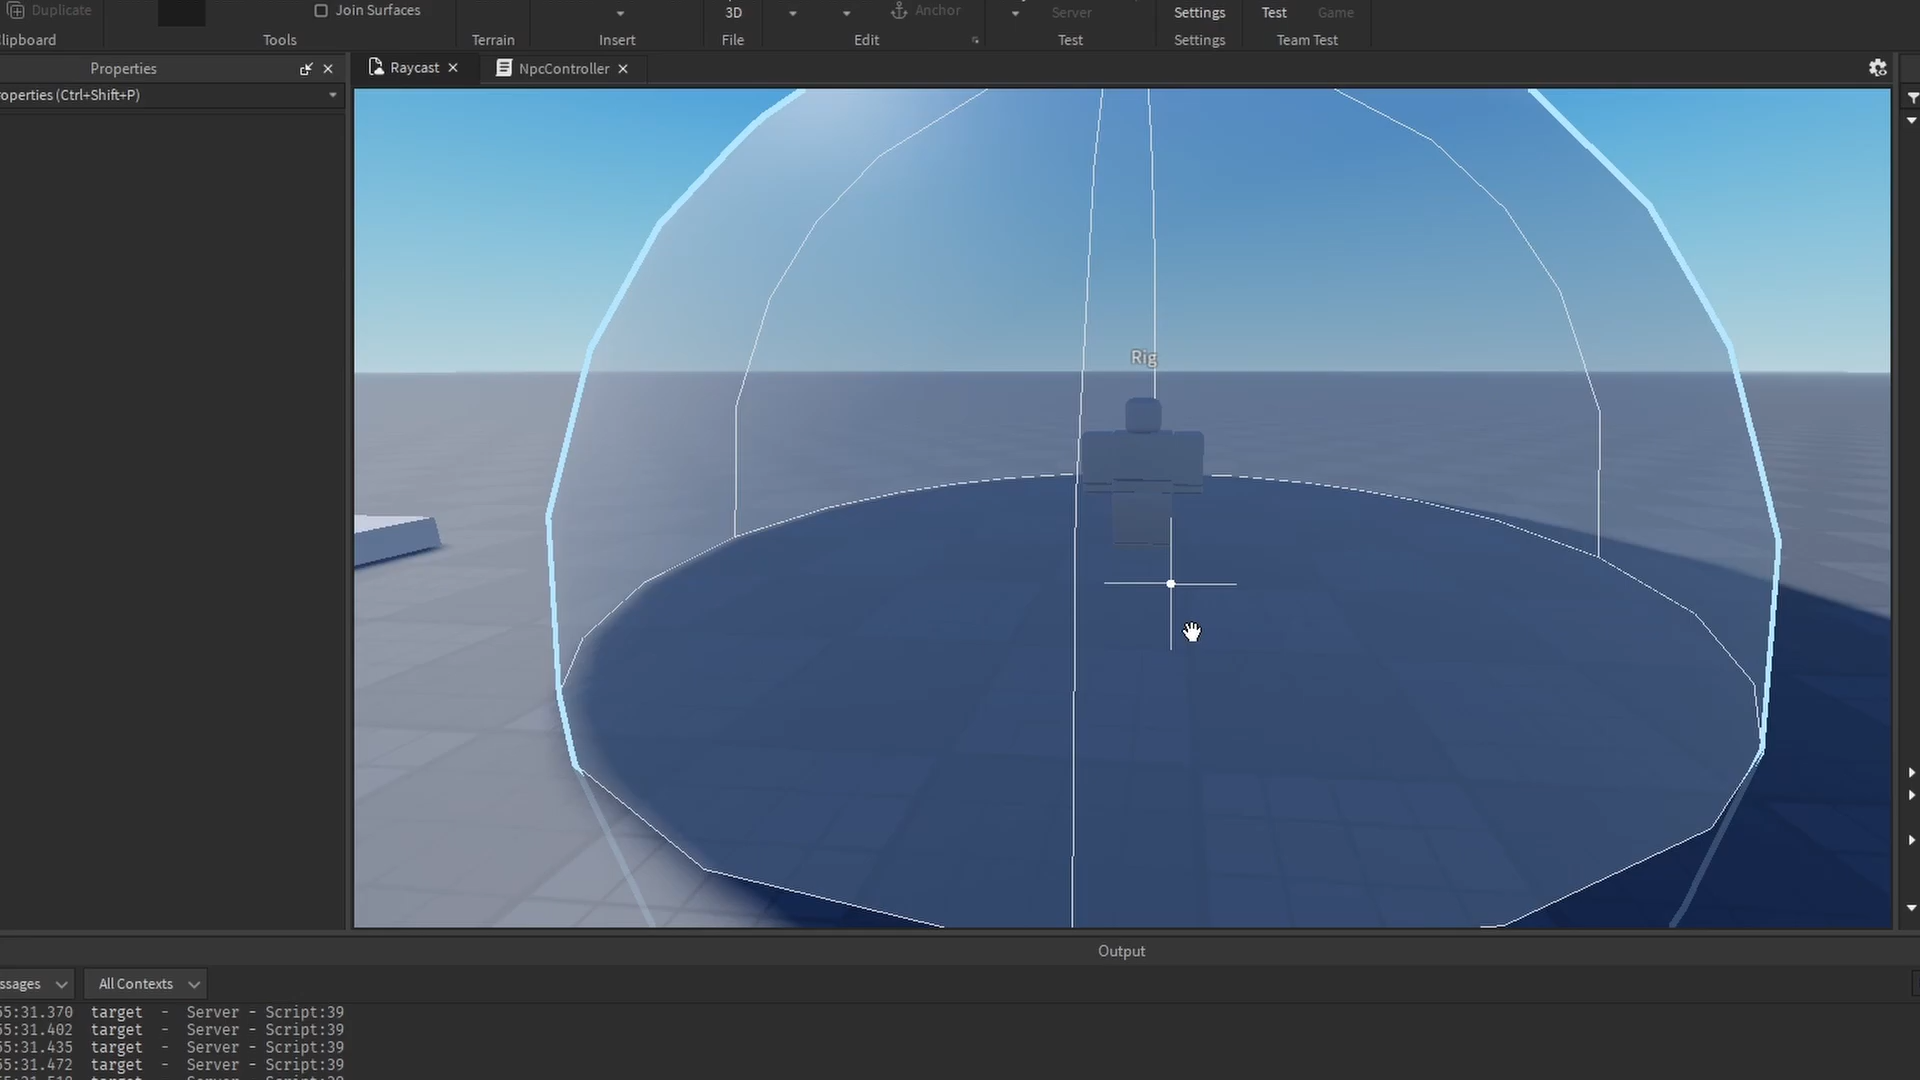 Duplicate
Join Surfaces
3D
Anchor
Server
Settings
Test
Game
lipboard
Tools
Terrain
Insert
File
Edit
Test
Settings
Team Test
Properties
Raycast
NpcController
operties (Ctrl+Shift+P)
Rig
Output
ssages
All Contexts
55:31.370 target - Server - Script:39
55:31.402 target - Server - Script:39
55:31.435 target - Server - Script:39
55:31.472 target - Server - Script:39